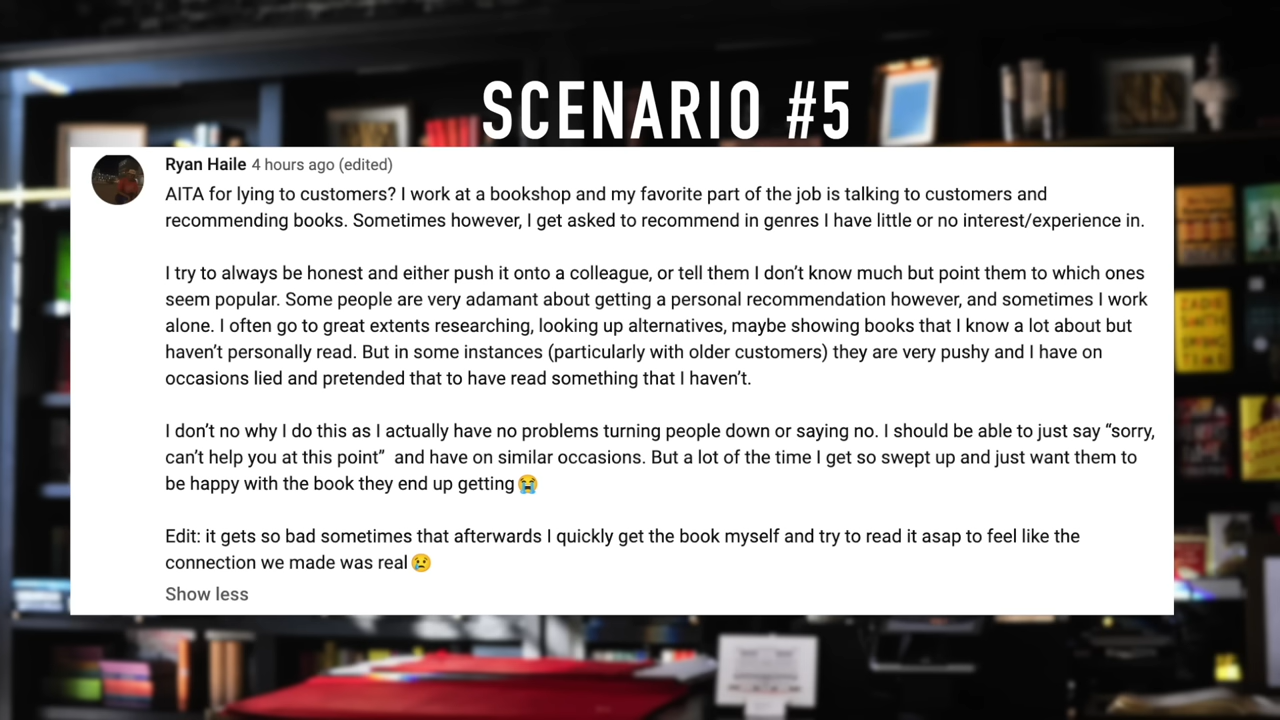 SCENARIO #5
Ryan Haile 4 hours ago (edited)
AITA for lying to customers? I work at a bookshop and my favorite part of the job is talking to customers and
recommending books. Sometimes however, I get asked to recommend in genres I have little or no interest/experience in.
I try to always be honest and either push it onto a colleague, or tell them I don’t know much but point them to which ones
seem popular. Some people are very adamant about getting a personal recommendation however, and sometimes I work
alone. I often go to great extents researching, looking up alternatives, maybe showing books that I know a lot about but
haven’t personally read. But in some instances (particularly with older customers) they are very pushy and I have on
occasions lied and pretended that to have read something that I haven’t.
I don’t no why I do this as I actually have no problems turning people down or saying no. I should be able to just say “sorry,
can’t help you at this point” and have on similar occasions. But a lot of the time I get so swept up and just want them to
be happy with the book they end up getting😭
Edit: it gets so bad sometimes that afterwards I quickly get the book myself and try to read it asap to feel like the
connection we made was real😢
Show less